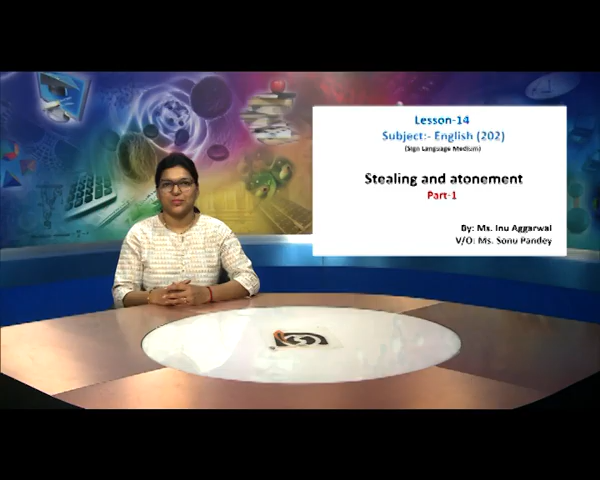 Lesson-14
Subject:- English (202)
(Sign Language Medium)
Stealing and atonement
Part-1
By: Ms. Inu Aggarwal
V/O: Ms. Sonu Pandey